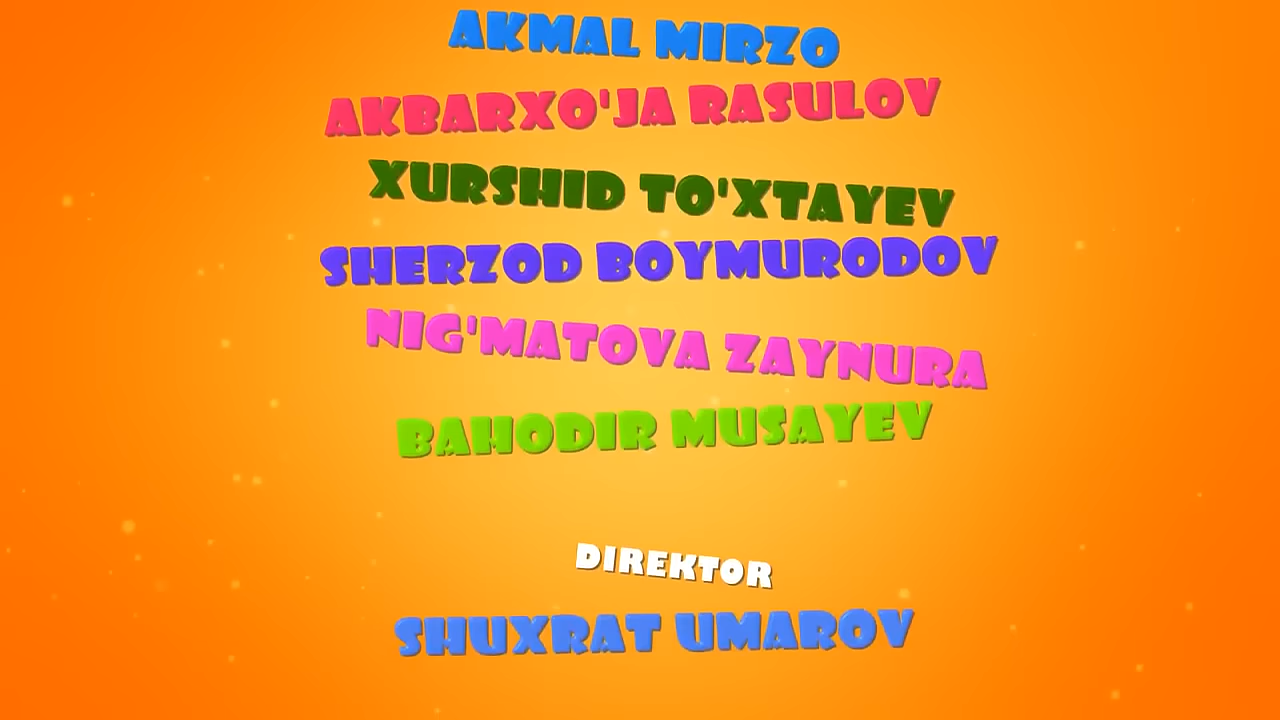 AKMAL MIRZO
AKBARXO'JA RASULOV
XURSHID TO'XTAYEV
SHERZOD BOYMURODOV
NIG'MATOVA ZAYNURA
BAHODIR MUSAYEV
DIREKTOR
SHUXRAT UMAROV